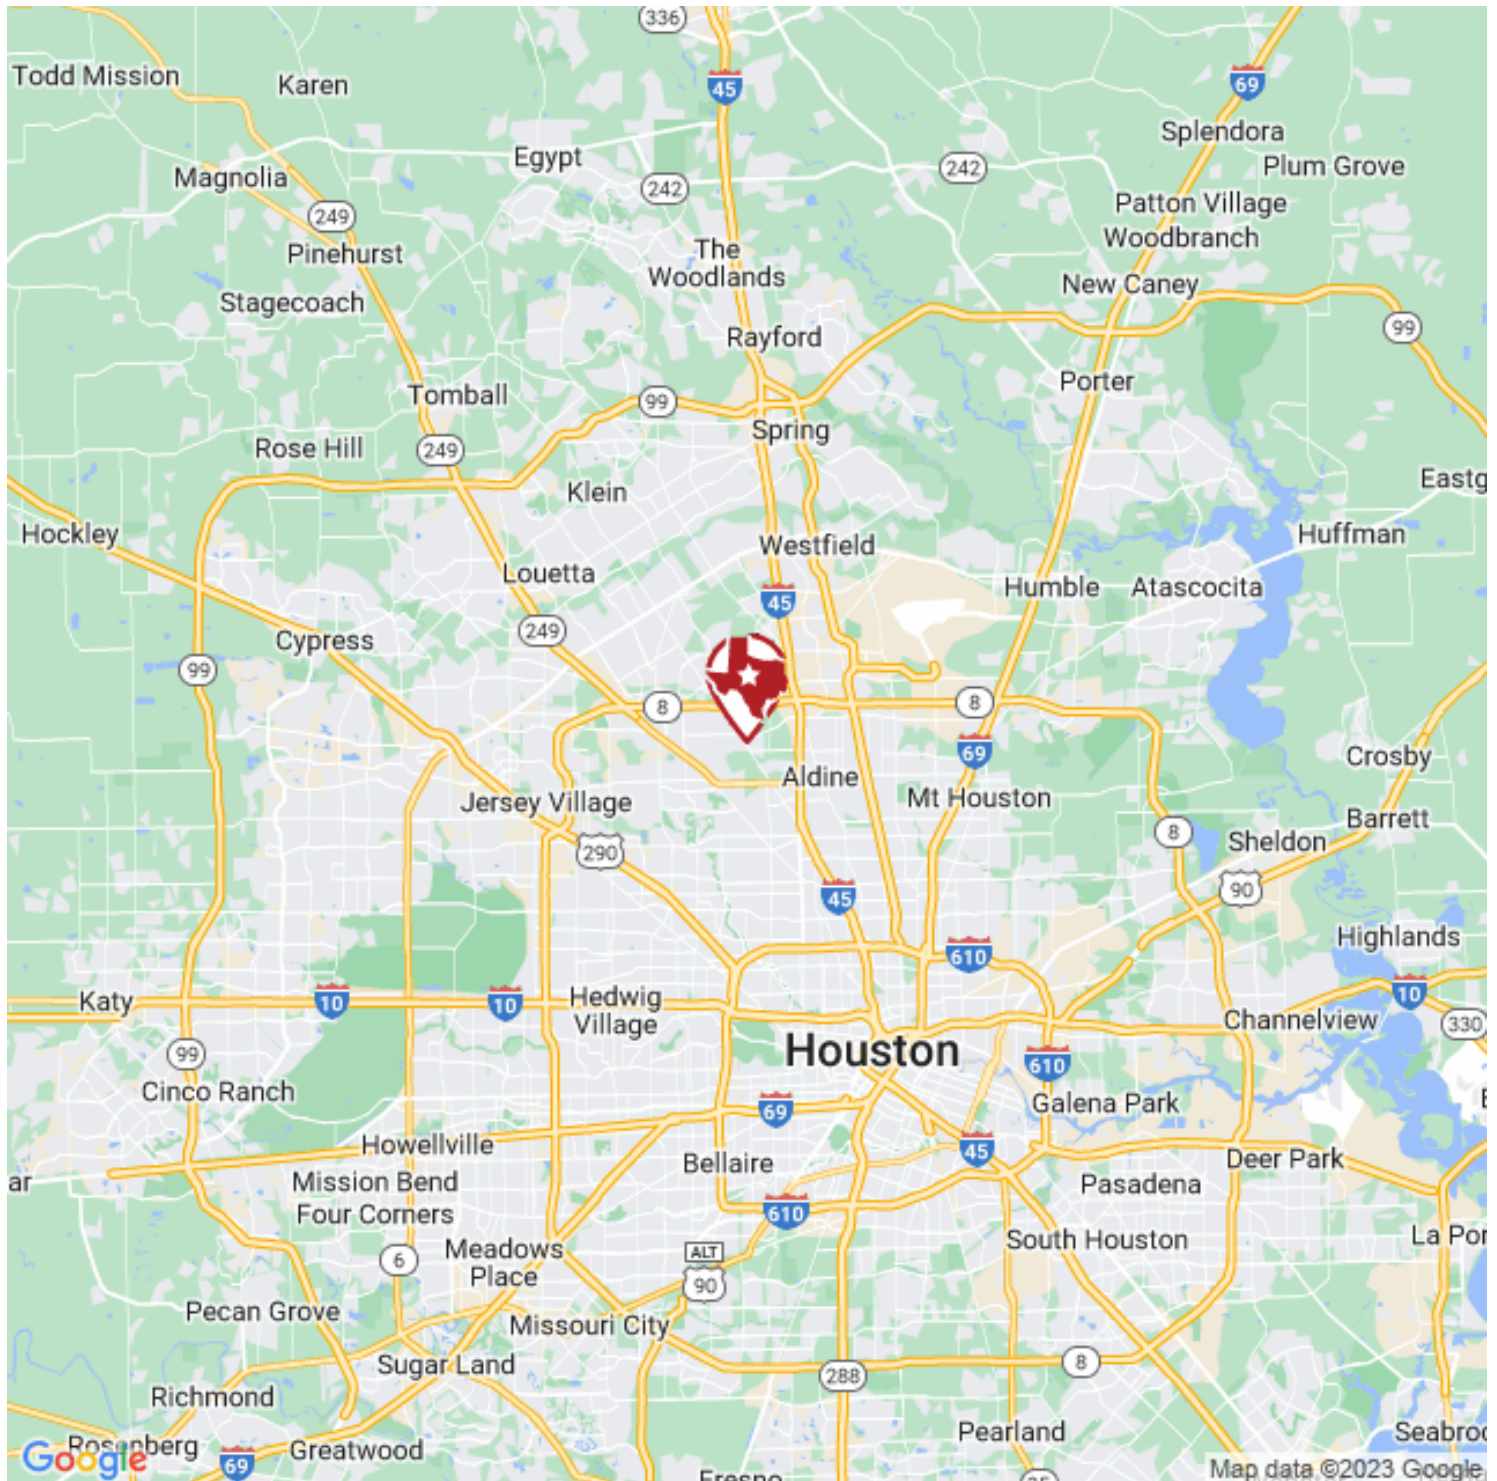 336
Todd Mission
Karen
45
69
Splendora
Egypt
Plum Grove
Magnolia
242
242
249
Patton Village
Woodbranch
Pinehurst
The
Woodlands
New Caney
Stagecoach
Rayford
99
Porter
Tomball
99
Spring
Rose Hill
249
Klein
Eastg
Hockley
Westfield
Huffman
Louetta
Humble
Atascocita
45
249
Cypress
99
8
8
69
Crosby
Aldine
Jersey Village
Mt Houston
Barrett
8
Sheldon
290
90
45
Highlands
610
Katy
10
10
Hedwig
Village
10
Channelview
330
Houston
99
610
Cinco Ranch
69
Galena Park
Howellville
45
Bellaire
Deer Park
ar
Mission Bend
Pasadena
Four Corners
610
La Por
South Houston
Meadows
Place
ALT
90
6
Pecan Grove
Missouri City
Sugar Land
8
288
Richmond
Pearland
Seabroo
Rosenberg
Google
Greatwood
69
Fresno
Map data ©2023 Google